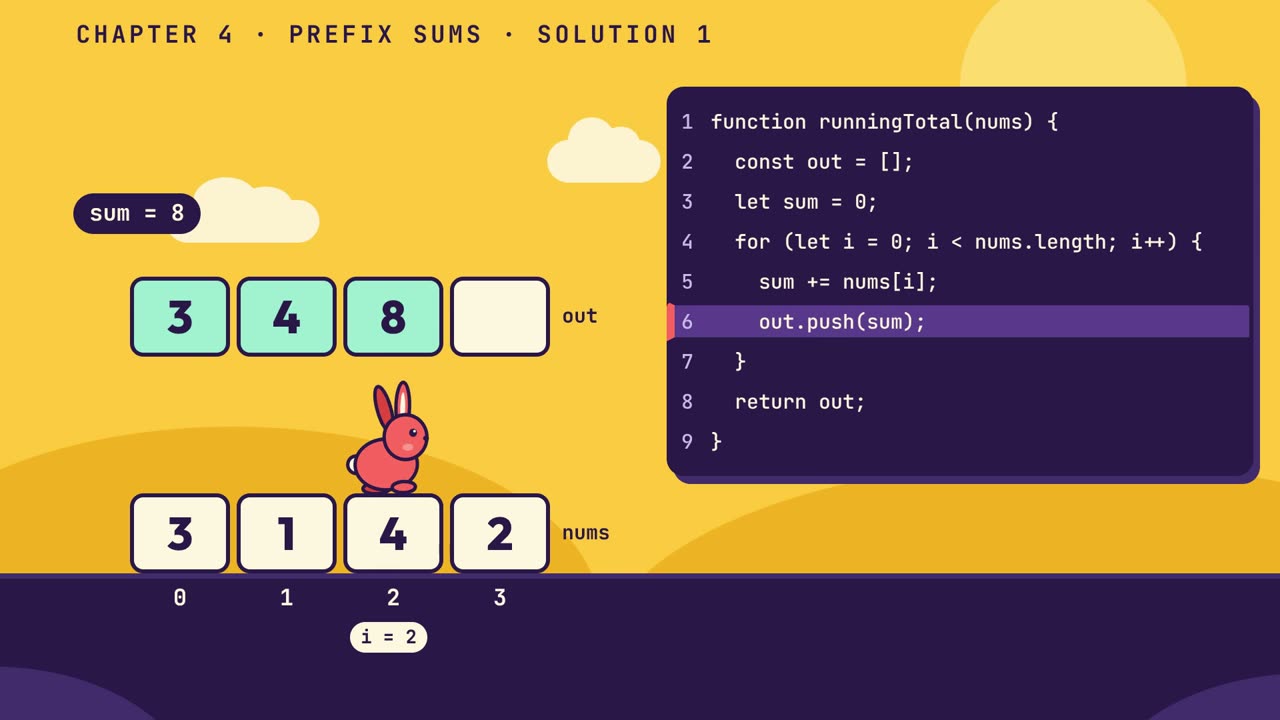 CHAPTER 4 · PREFIX SUMS · SOLUTION 1
sum = 8
3 4 8
out
3 1 4 2
nums
0 1 2 3
i = 2
1 function runningTotal(nums) {
2   const out = [];
3   let sum = 0;
4   for (let i = 0; i < nums.length; i++) {
5     sum += nums[i];
6     out.push(sum);
7   }
8   return out;
9 }